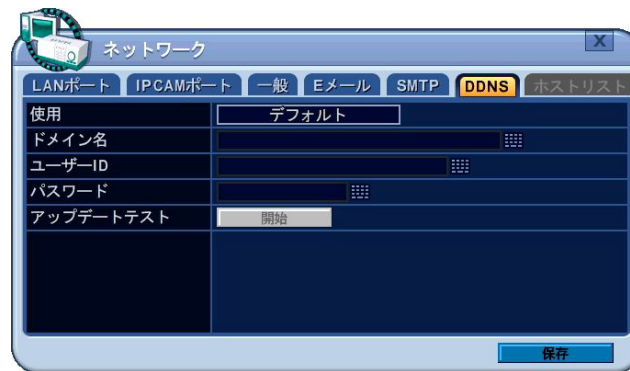 ネットワーク
X
LANポート IPCAMポート 一般 Eメール SMTP DDNS ホストリスト
使用 デフォルト
ドメイン名
ユーザーID
パスワード
アップデートテスト 開始
保存